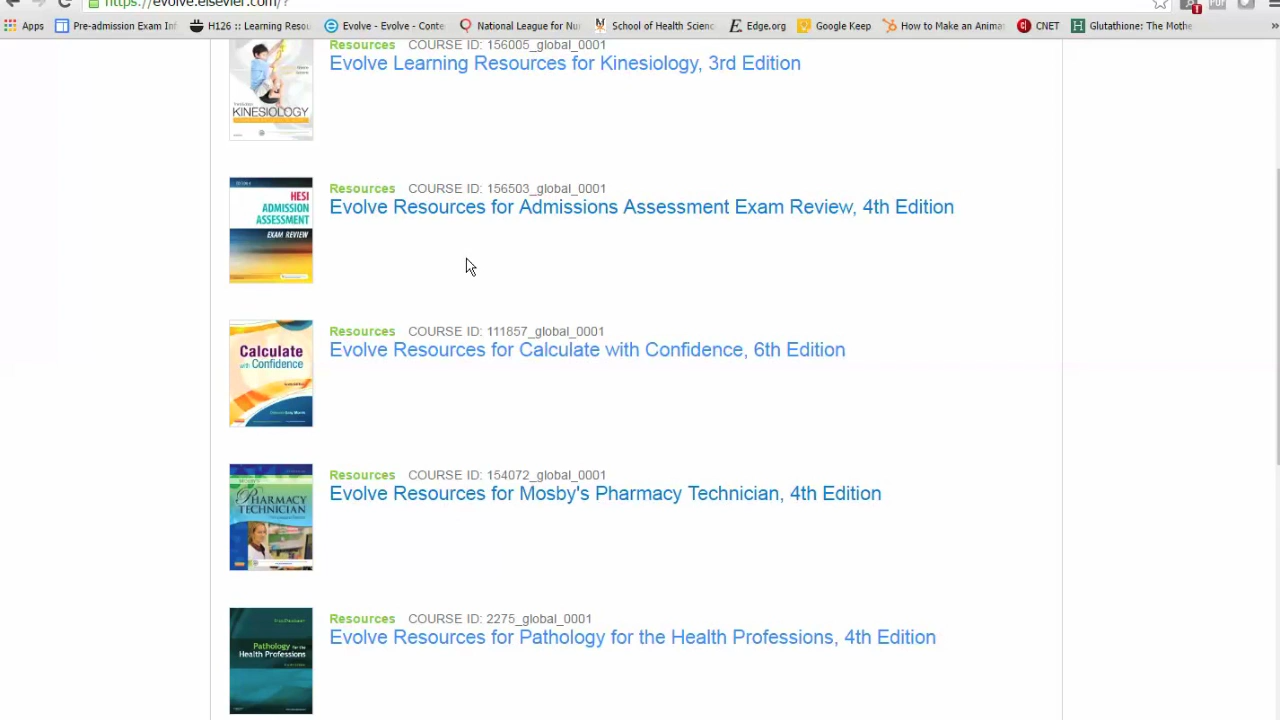 https://evolve.elsevier.com/?
Apps
Pre-admission Exam Inf
H126 :: Learning Resou
Evolve - Evolve - Conte
National League for Nu
School of Health Scienc
Edge.org
Google Keep
How to Make an Animat
CNET
Glutathione: The Mothe
»
Resources COURSE ID: 156005_global_0001
Evolve Learning Resources for Kinesiology, 3rd Edition
KINESIOLOGY
Resources COURSE ID: 156503_global_0001
Evolve Resources for Admissions Assessment Exam Review, 4th Edition
HESI
ADMISSION
ASSESSMENT
EXAM REVIEW
Resources COURSE ID: 111857_global_0001
Evolve Resources for Calculate with Confidence, 6th Edition
Calculate
with Confidence
Resources COURSE ID: 154072_global_0001
Evolve Resources for Mosby's Pharmacy Technician, 4th Edition
MOSBY'S
PHARMACY
TECHNICIAN
Resources COURSE ID: 2275_global_0001
Evolve Resources for Pathology for the Health Professions, 4th Edition
Pathology for the
Health Professions